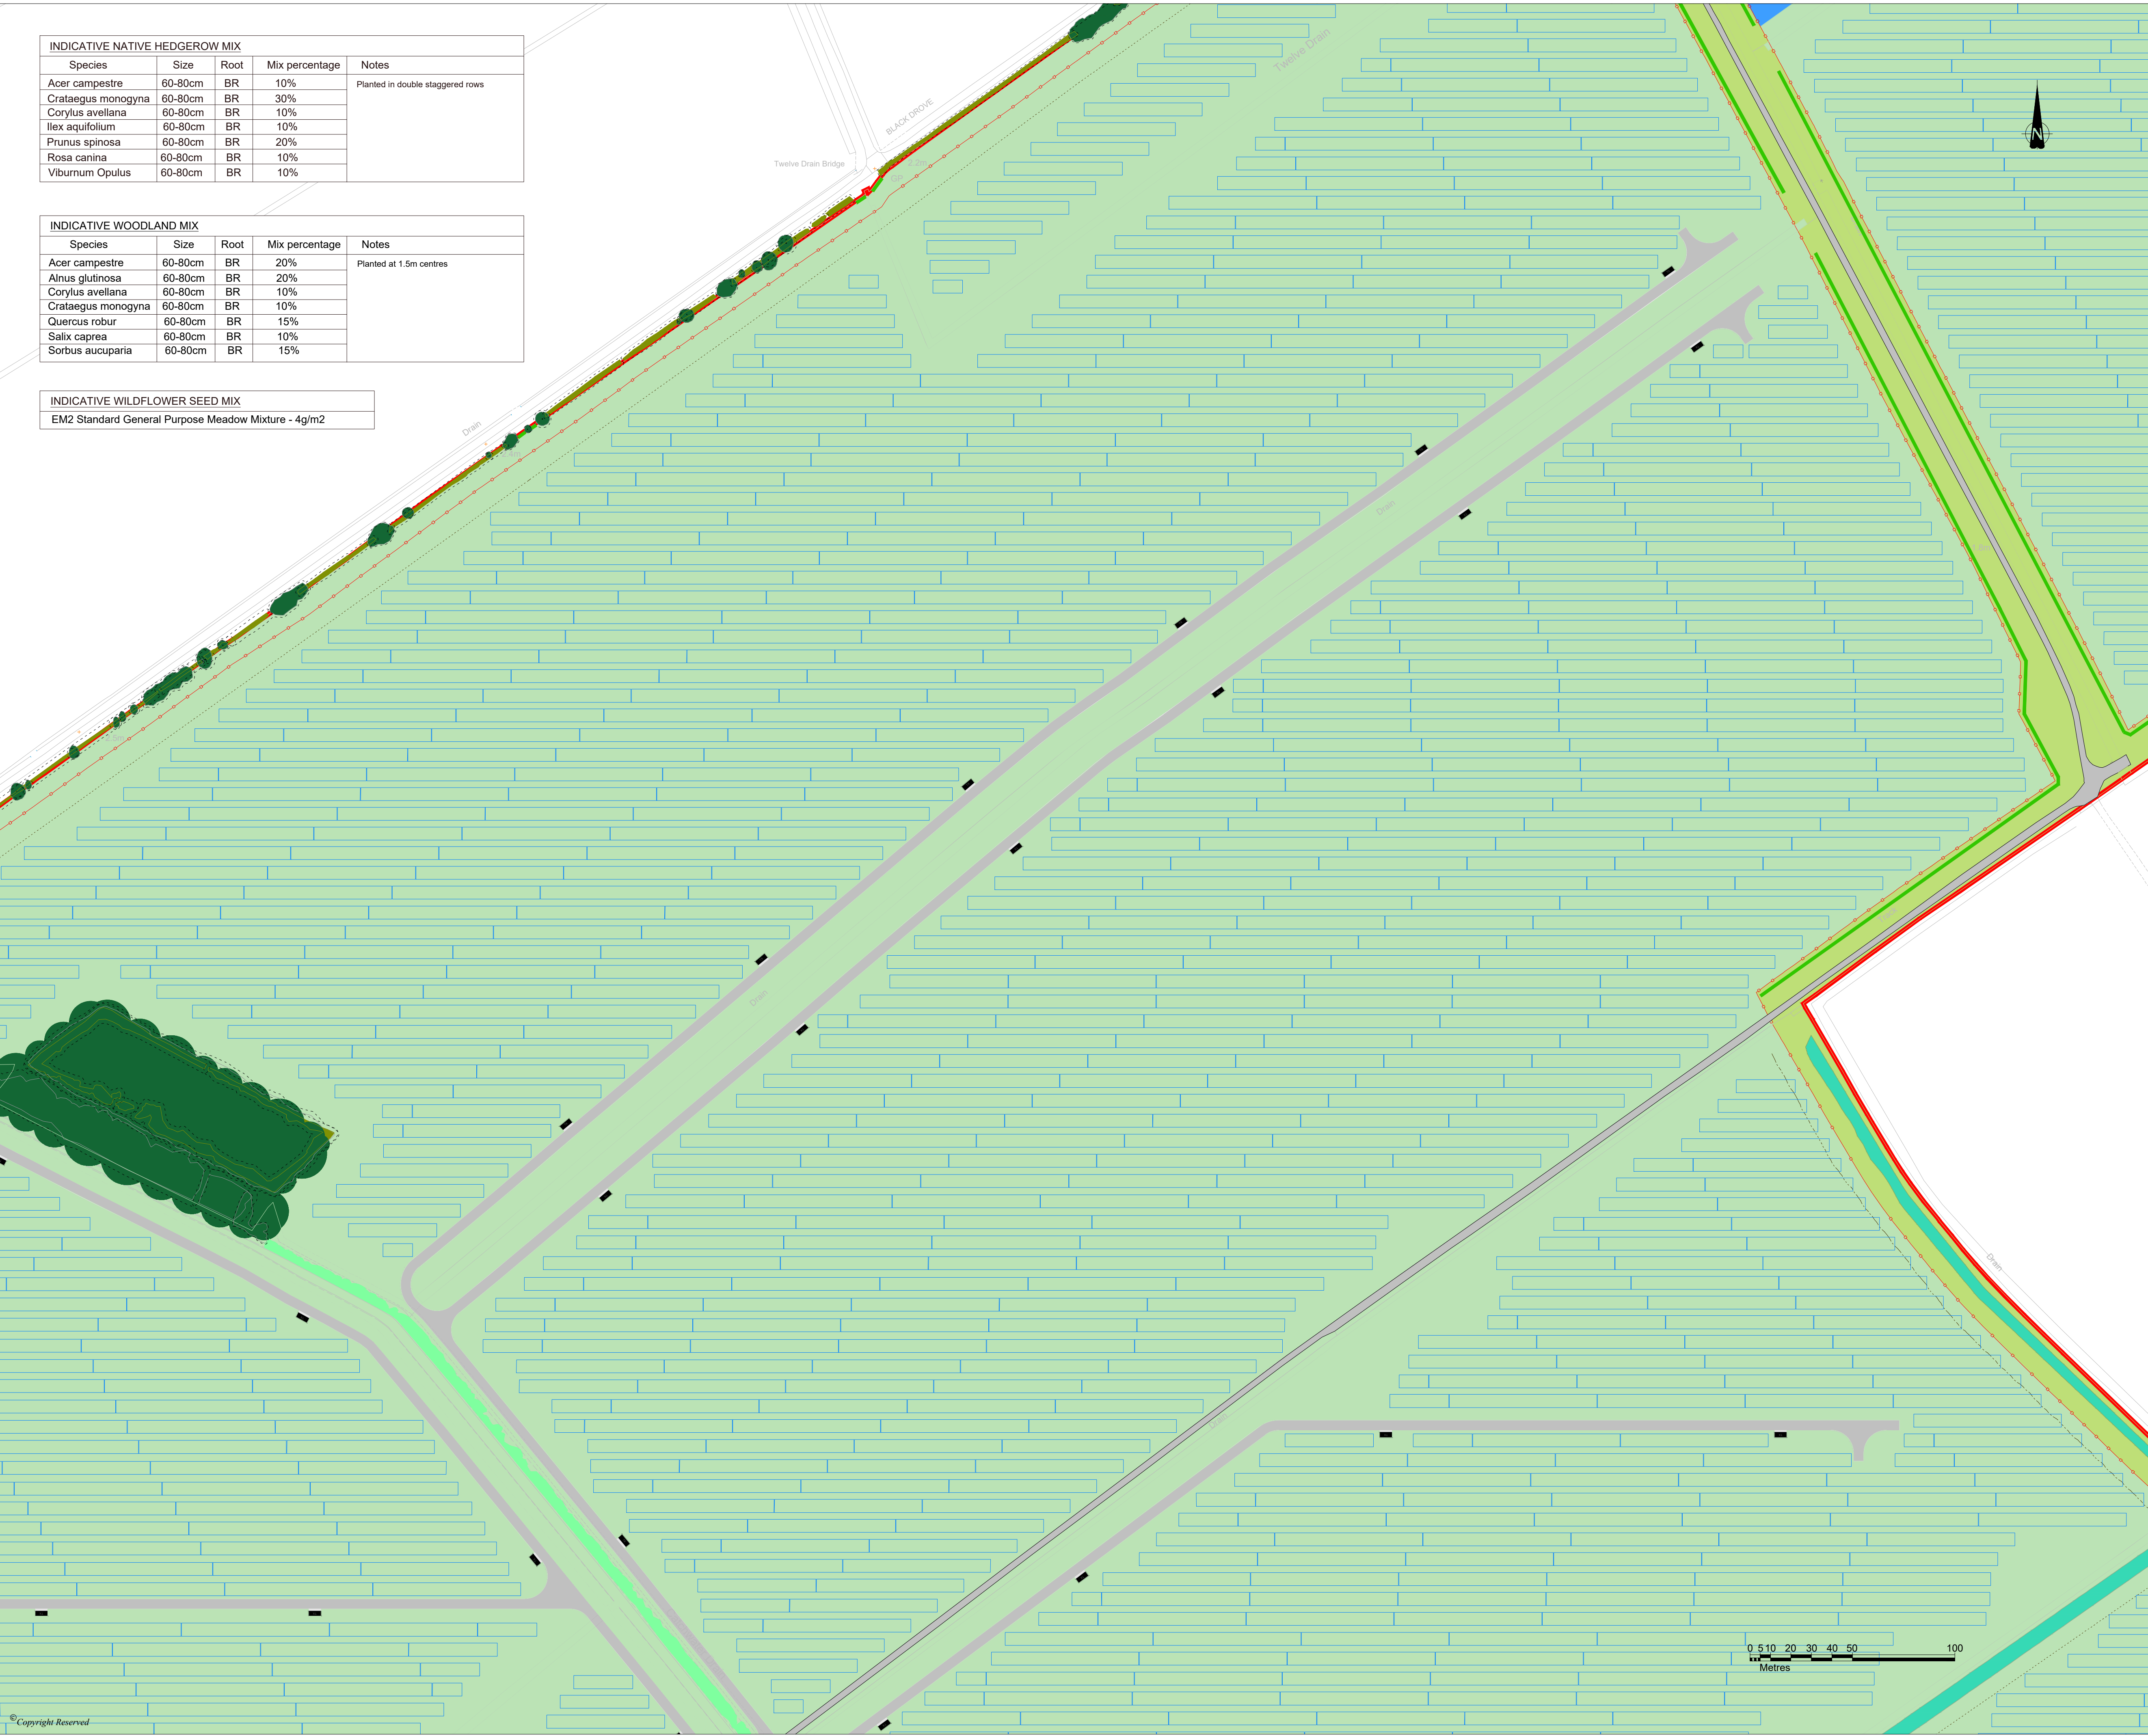 INDICATIVE NATIVE HEDGEROW MIX
Species Size Root Mix percentage Notes
Acer campestre 60-80cm BR 10% Planted in double staggered rows
Crataegus monogyna 60-80cm BR 30%
Corylus avellana 60-80cm BR 10%
Ilex aquifolium 60-80cm BR 10%
Prunus spinosa 60-80cm BR 20%
Rosa canina 60-80cm BR 10%
Viburnum Opulus 60-80cm BR 10%
INDICATIVE WOODLAND MIX
Species Size Root Mix percentage Notes
Acer campestre 60-80cm BR 20% Planted at 1.5m centres
Alnus glutinosa 60-80cm BR 20%
Corylus avellana 60-80cm BR 10%
Crataegus monogyna 60-80cm BR 10%
Quercus robur 60-80cm BR 15%
Salix caprea 60-80cm BR 10%
Sorbus aucuparia 60-80cm BR 15%
INDICATIVE WILDFLOWER SEED MIX
EM2 Standard General Purpose Meadow Mixture - 4g/m2
Twelve Drain
BLACK DROVE
Twelve Drain Bridge
2.2m
GP
N
Drain
Drain
Drain
Drain
Drain
0 5 10 20 30 40 50 100
Metres
©Copyright Reserved